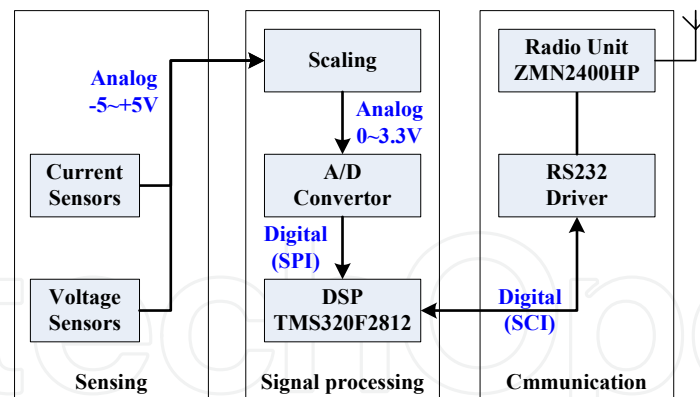 Analog
-5~+5V
Current
Sensors
Voltage
Sensors
Sensing
Scaling
Analog
0~3.3V
A/D
Convertor
Digital
(SPI)
DSP
TMS320F2812
Signal processing
Radio Unit
ZMN2400HP
RS232
Driver
Digital
(SCI)
Cmmunication